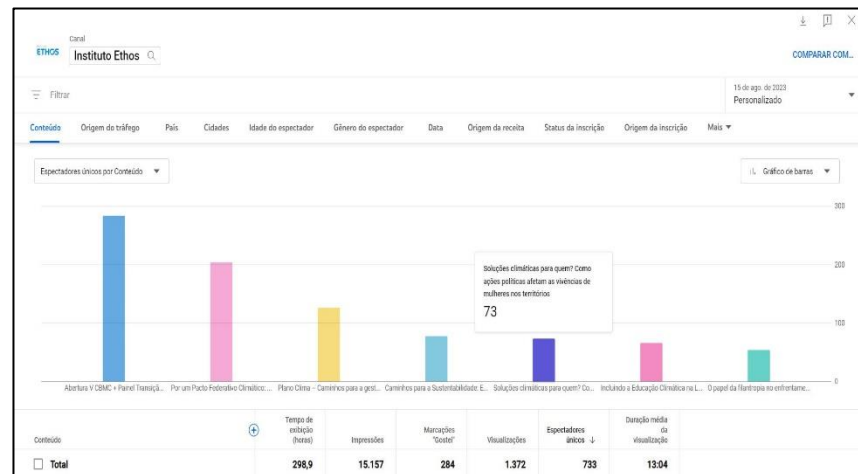 Canal
ETHOS
Instituto Ethos
COMPARAR COM...
Filtrar
15 de ago. de 2023
Personalizado
Conteúdo Origem do tráfego País Cidades Idade do espectador Gênero do espectador Data Origem da receita Status da inscrição Origem da inscrição Mais
Espectadores únicos por Conteúdo
Gráfico de barras
300
200
100
0
Soluções climáticas para quem? Como
ações políticas afetam as vivências de
mulheres nos territórios
73
Abertura V CBMC + Painel Transiçã... Por um Pacto Federativo Climático:... Plano Clima – Caminhos para a gest... Caminhos para a Sustentabilidade: E... Soluções climáticas para quem? Co... Incluindo a Educação Climática na L... O papel da filantropia no enfrentame...
Conteúdo
Tempo de
exibição
(horas)
Impressões
Marcações
"Gostei"
Visualizações
Espectadores
únicos
Duração média
da
visualização
Total 298,9 15.157 284 1.372 733 13:04